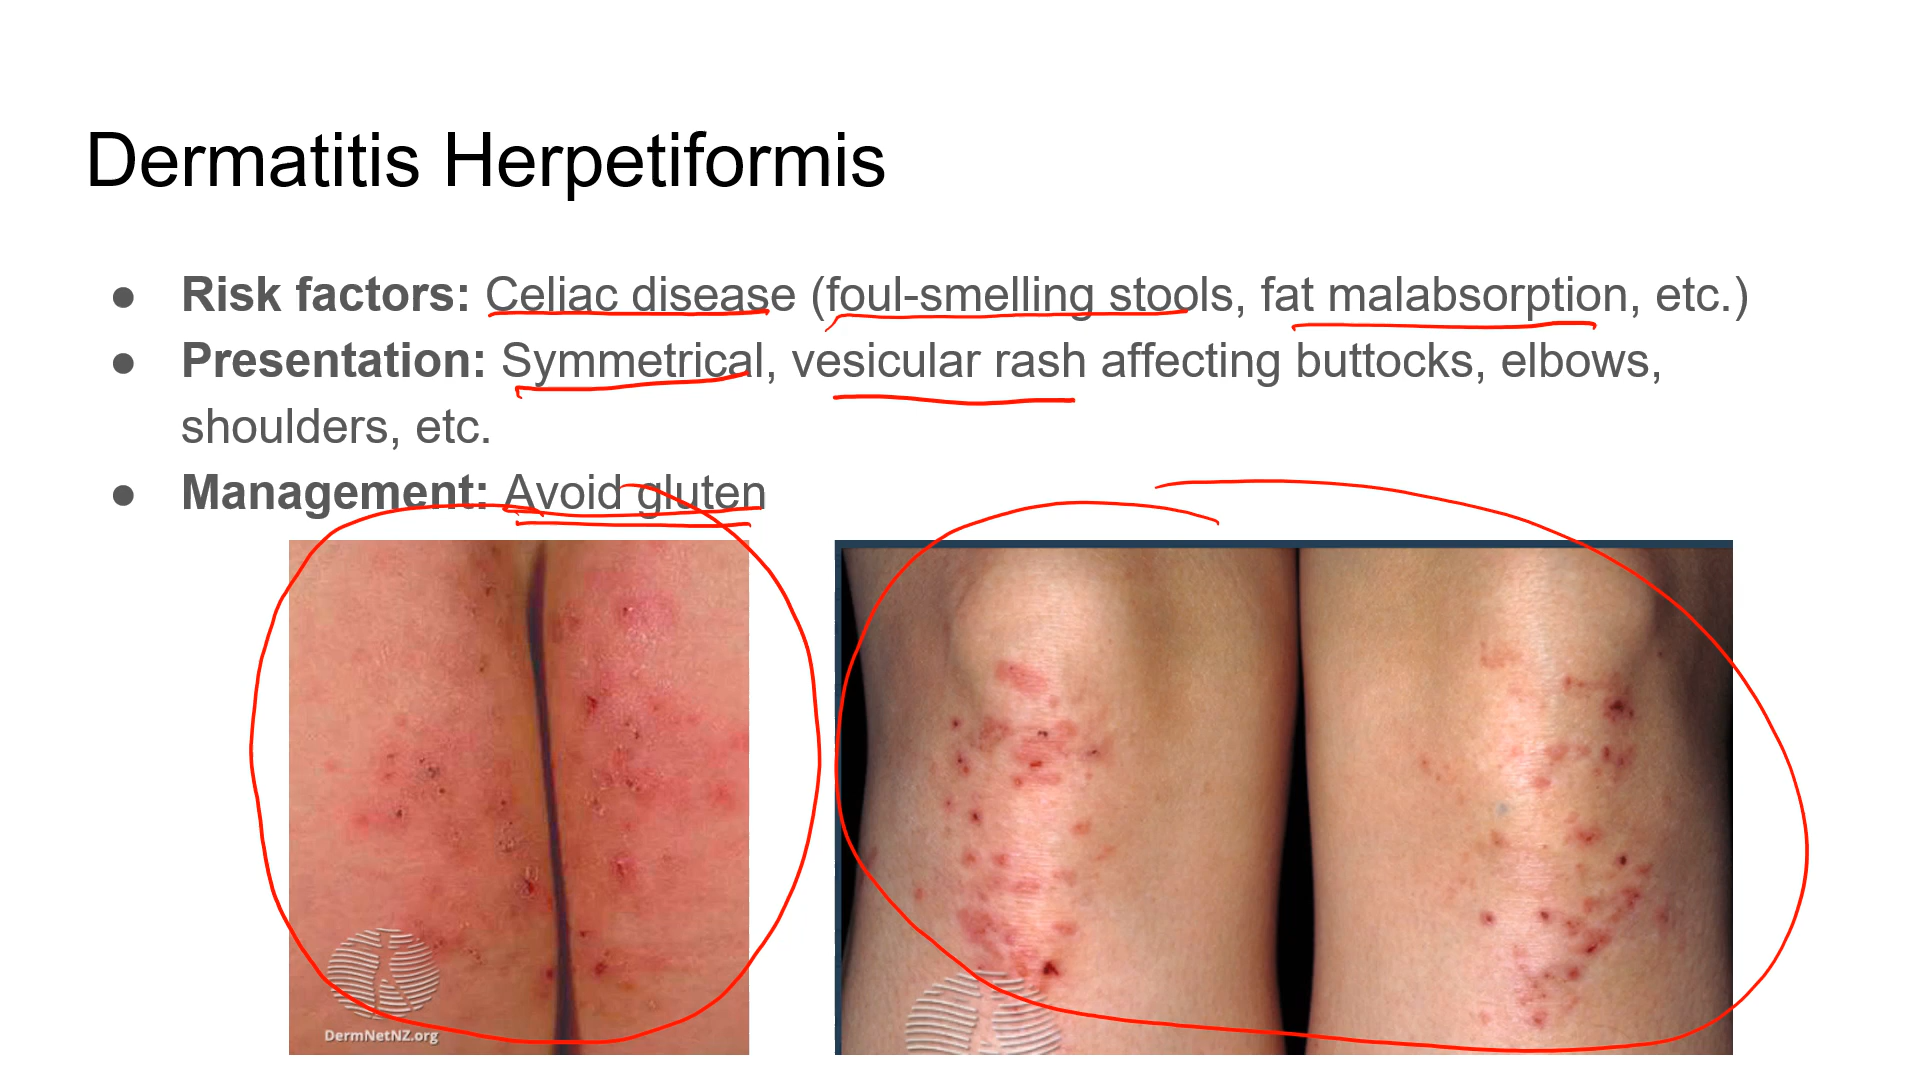 Dermatitis Herpetiformis
● Risk factors: Celiac disease (foul-smelling stools, fat malabsorption, etc.)
● Presentation: Symmetrical, vesicular rash affecting buttocks, elbows,
shoulders, etc.
● Management: Avoid gluten
DermNetNZ.org